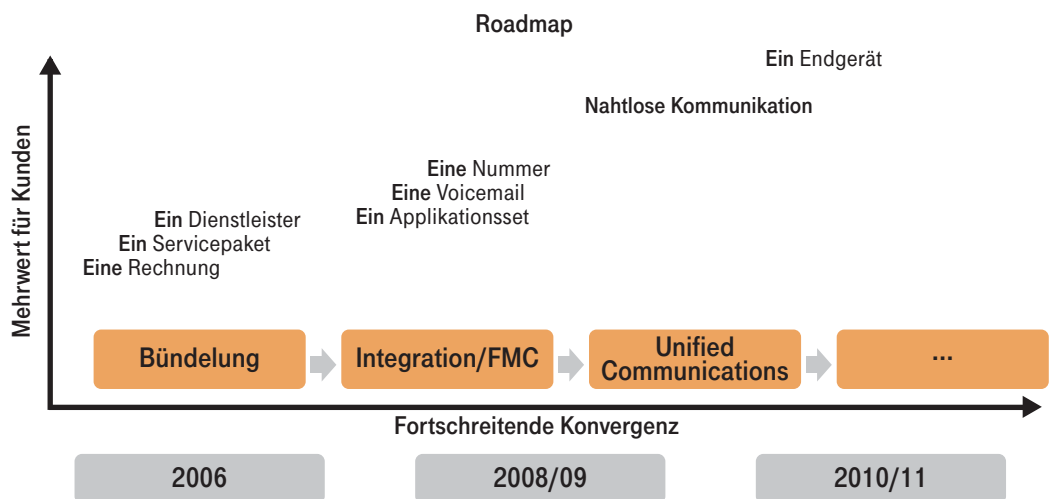 Roadmap
Ein Endgerät
Nahtlose Kommunikation
Eine Nummer
Eine Voicemail
Ein Applikationsset
Ein Dienstleister
Ein Servicepaket
Eine Rechnung
Mehrwert für Kunden
Bündelung
Integration/FMC
Unified
Communications
...
Fortschreitende Konvergenz
2006
2008/09
2010/11